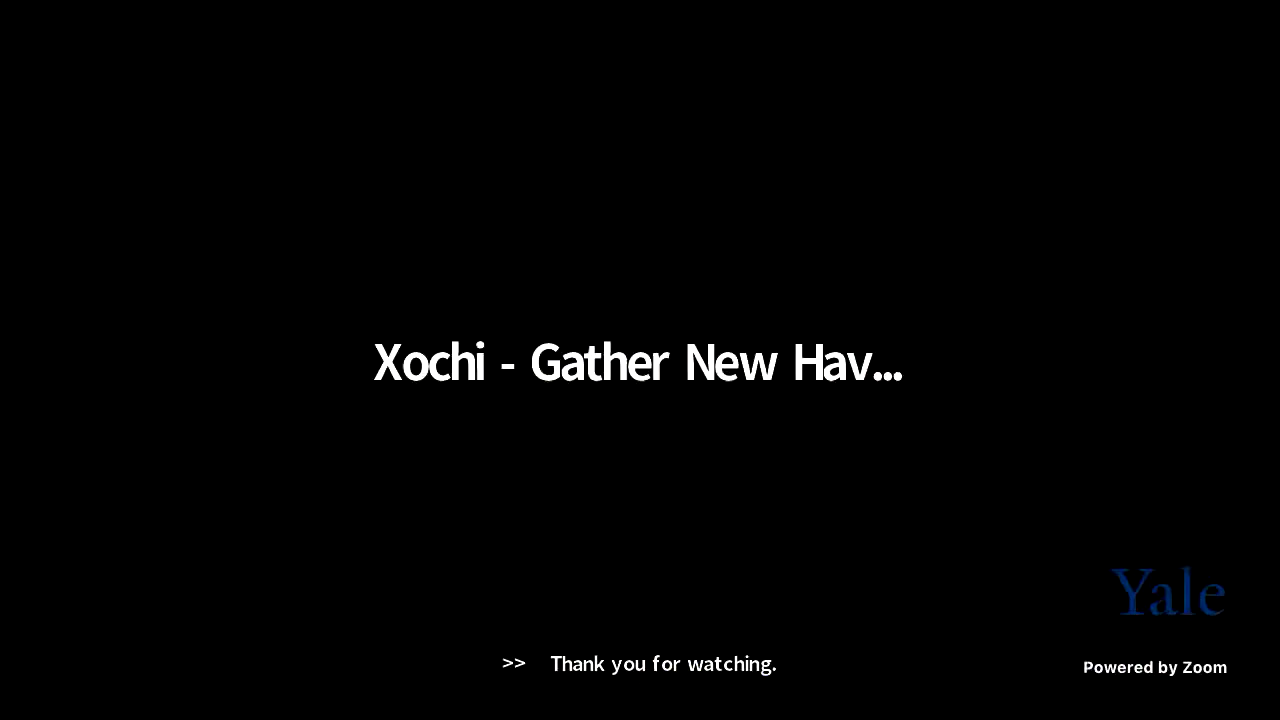 Xochi - Gather New Hav...
Yale
>> Thank you for watching.
Powered by Zoom